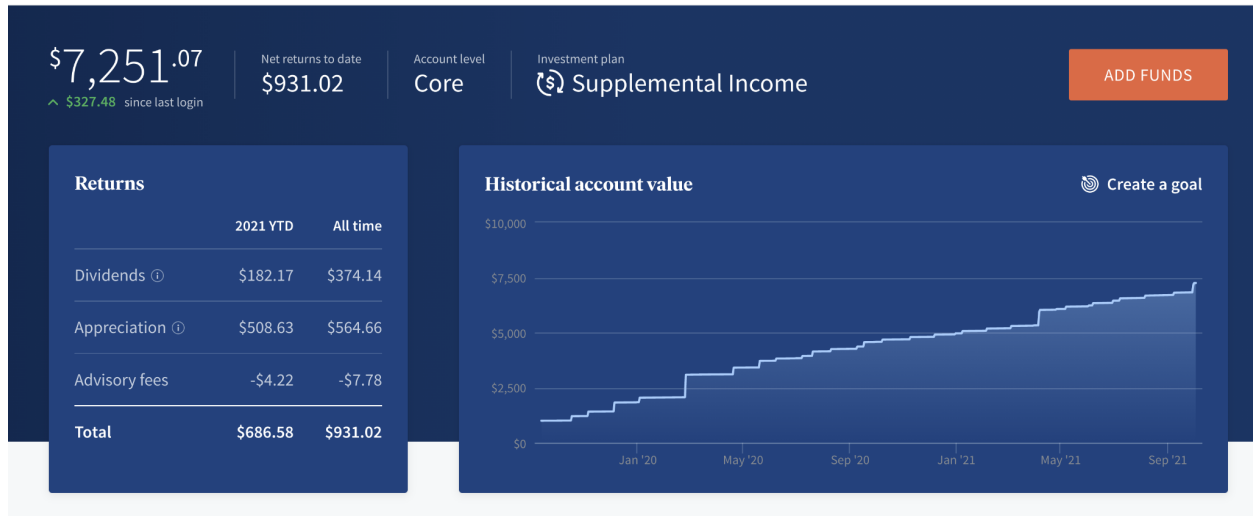 $7,251.07
$327.48 since last login
Net returns to date
$931.02
Account level
Core
Investment plan
Supplemental Income
ADD FUNDS
Returns
2021 YTD All time
Dividends $182.17 $374.14
Appreciation $508.63 $564.66
Advisory fees -$4.22 -$7.78
Total $686.58 $931.02
Historical account value
Create a goal
$10,000
$7,500
$5,000
$2,500
$0
Jan '20 May '20 Sep '20 Jan '21 May '21 Sep '21